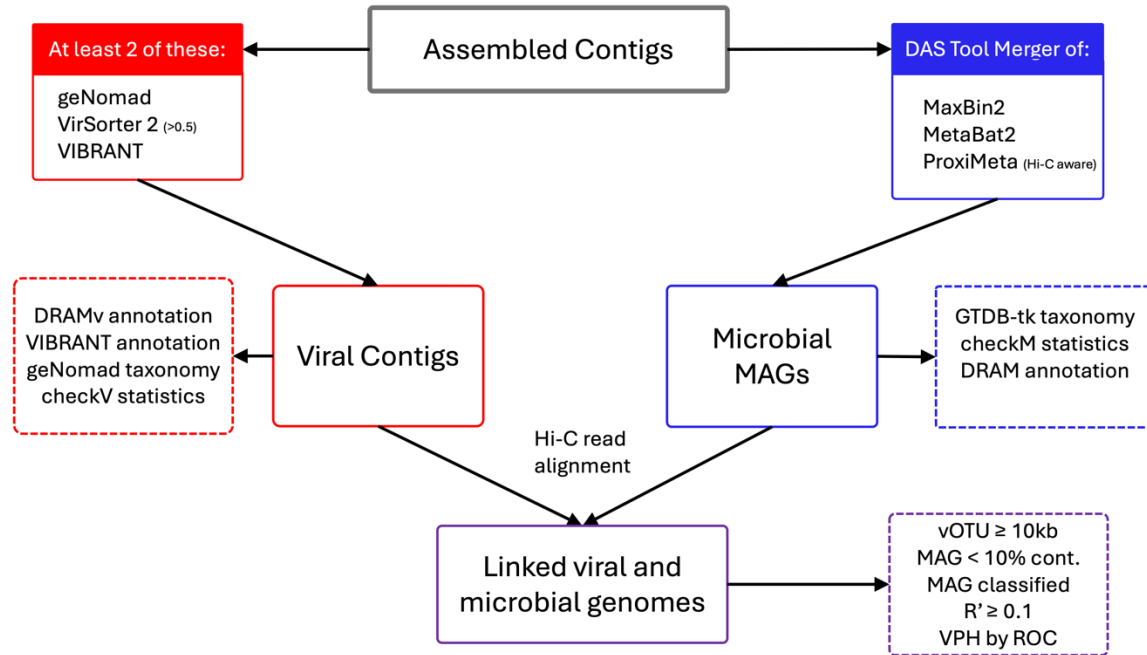 Assembled Contigs
At least 2 of these:
geNomad
VirSorter 2 (>0.5)
VIBRANT
DAS Tool Merger of:
MaxBin2
MetaBat2
ProxiMeta (Hi-C aware)
DRAMv annotation
VIBRANT annotation
geNomad taxonomy
checkV statistics
Viral Contigs
Microbial
MAGs
GTDB-tk taxonomy
checkM statistics
DRAM annotation
Hi-C read
alignment
Linked viral and
microbial genomes
vOTU ≥ 10kb
MAG < 10% cont.
MAG classified
R’ ≥ 0.1
VPH by ROC